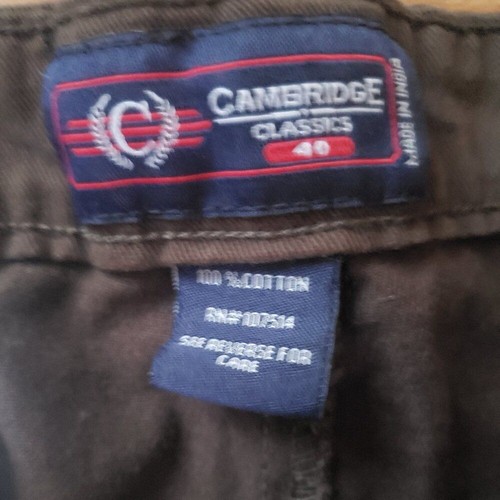 C
CAMBRIDGE
CLASSICS
40
MADE IN INDIA
100 % COTTON
RN# 107514
SEE REVERSE FOR
CARE